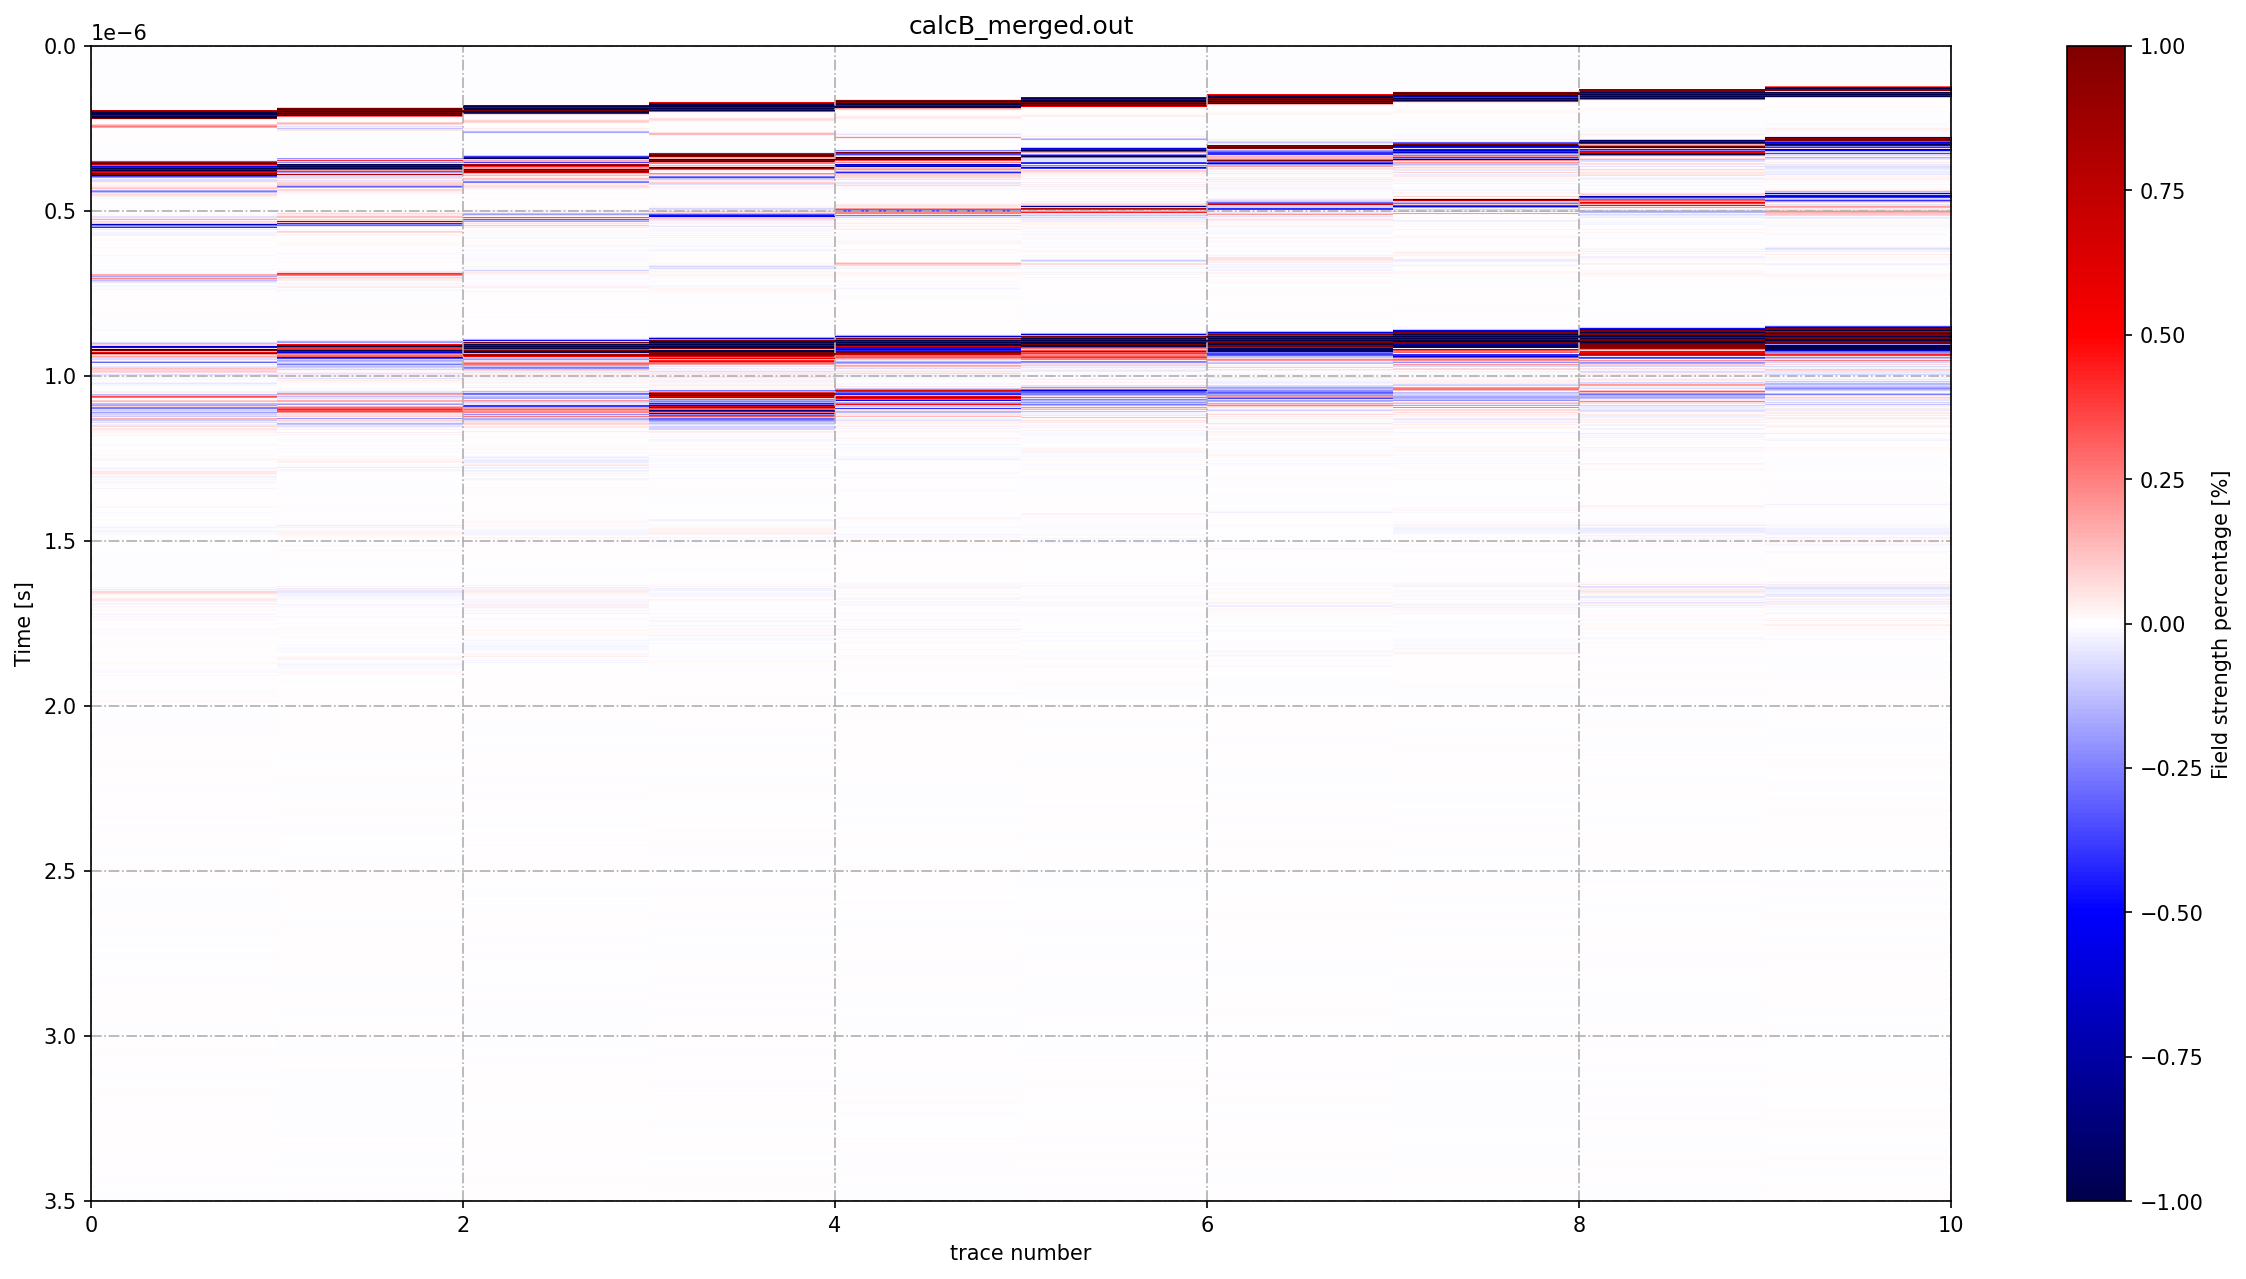 calcB_merged.out
1e−6
0.0
0.5
1.0
1.5
2.0
2.5
3.0
3.5
Time [s]
0 2 4 6 8 10
trace number
1.00
0.75
0.50
0.25
0.00
−0.25
−0.50
−0.75
−1.00
Field strength percentage [%]